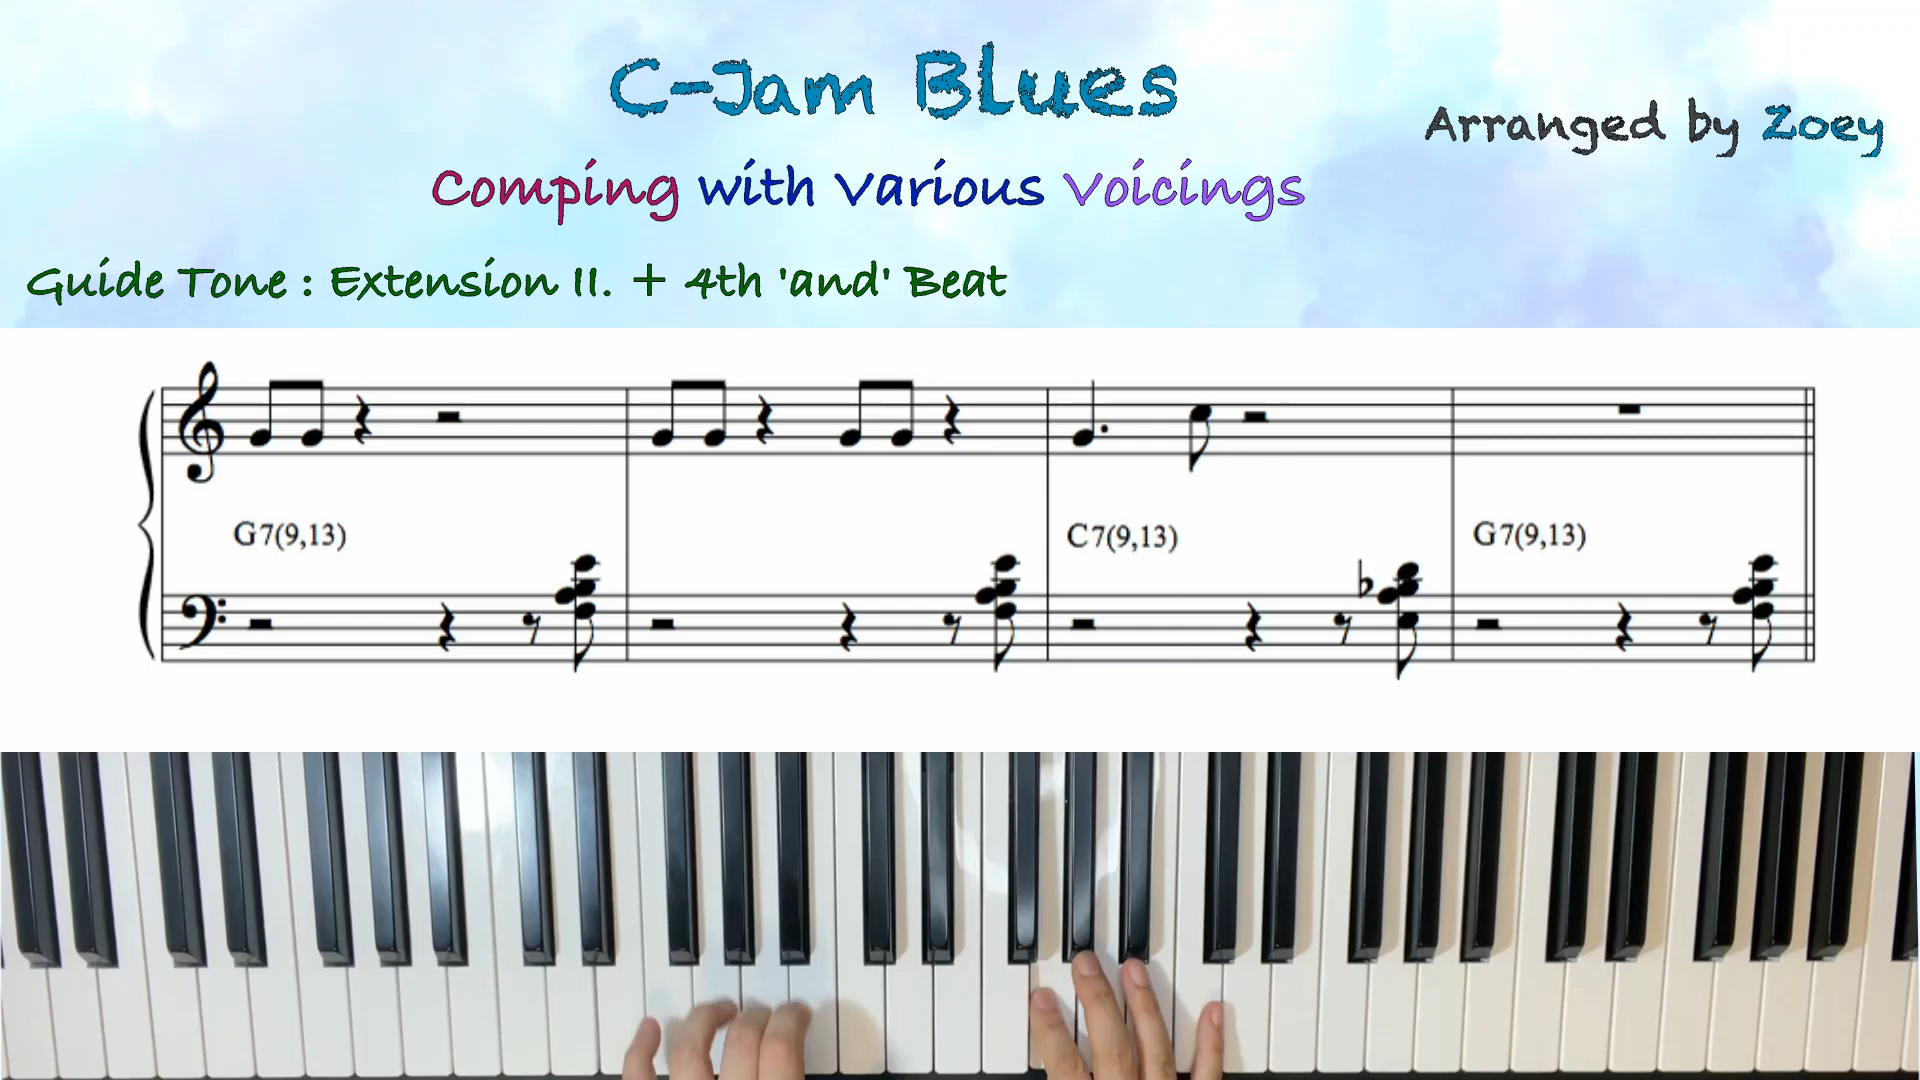 C-Jam Blues
Arranged by Zoey
Comping with Various Voicings
Guide Tone : Extension II. + 4th 'and' Beat
G7(9,13) C7(9,13) G7(9,13)